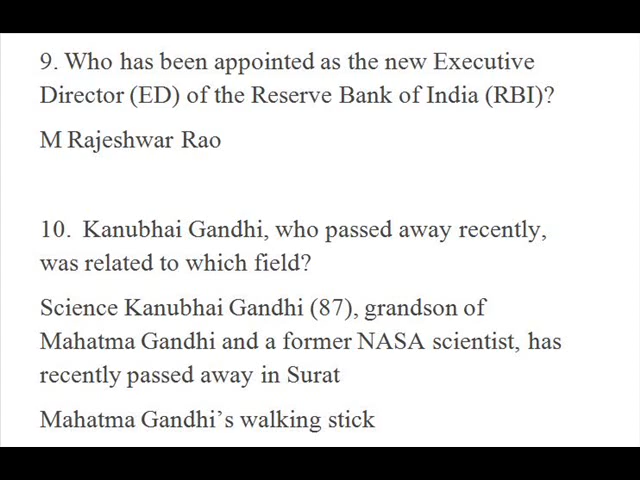 9. Who has been appointed as the new Executive
Director (ED) of the Reserve Bank of India (RBI)?
M Rajeshwar Rao
10.  Kanubhai Gandhi, who passed away recently,
was related to which field?
Science Kanubhai Gandhi (87), grandson of
Mahatma Gandhi and a former NASA scientist, has
recently passed away in Surat
Mahatma Gandhi’s walking stick